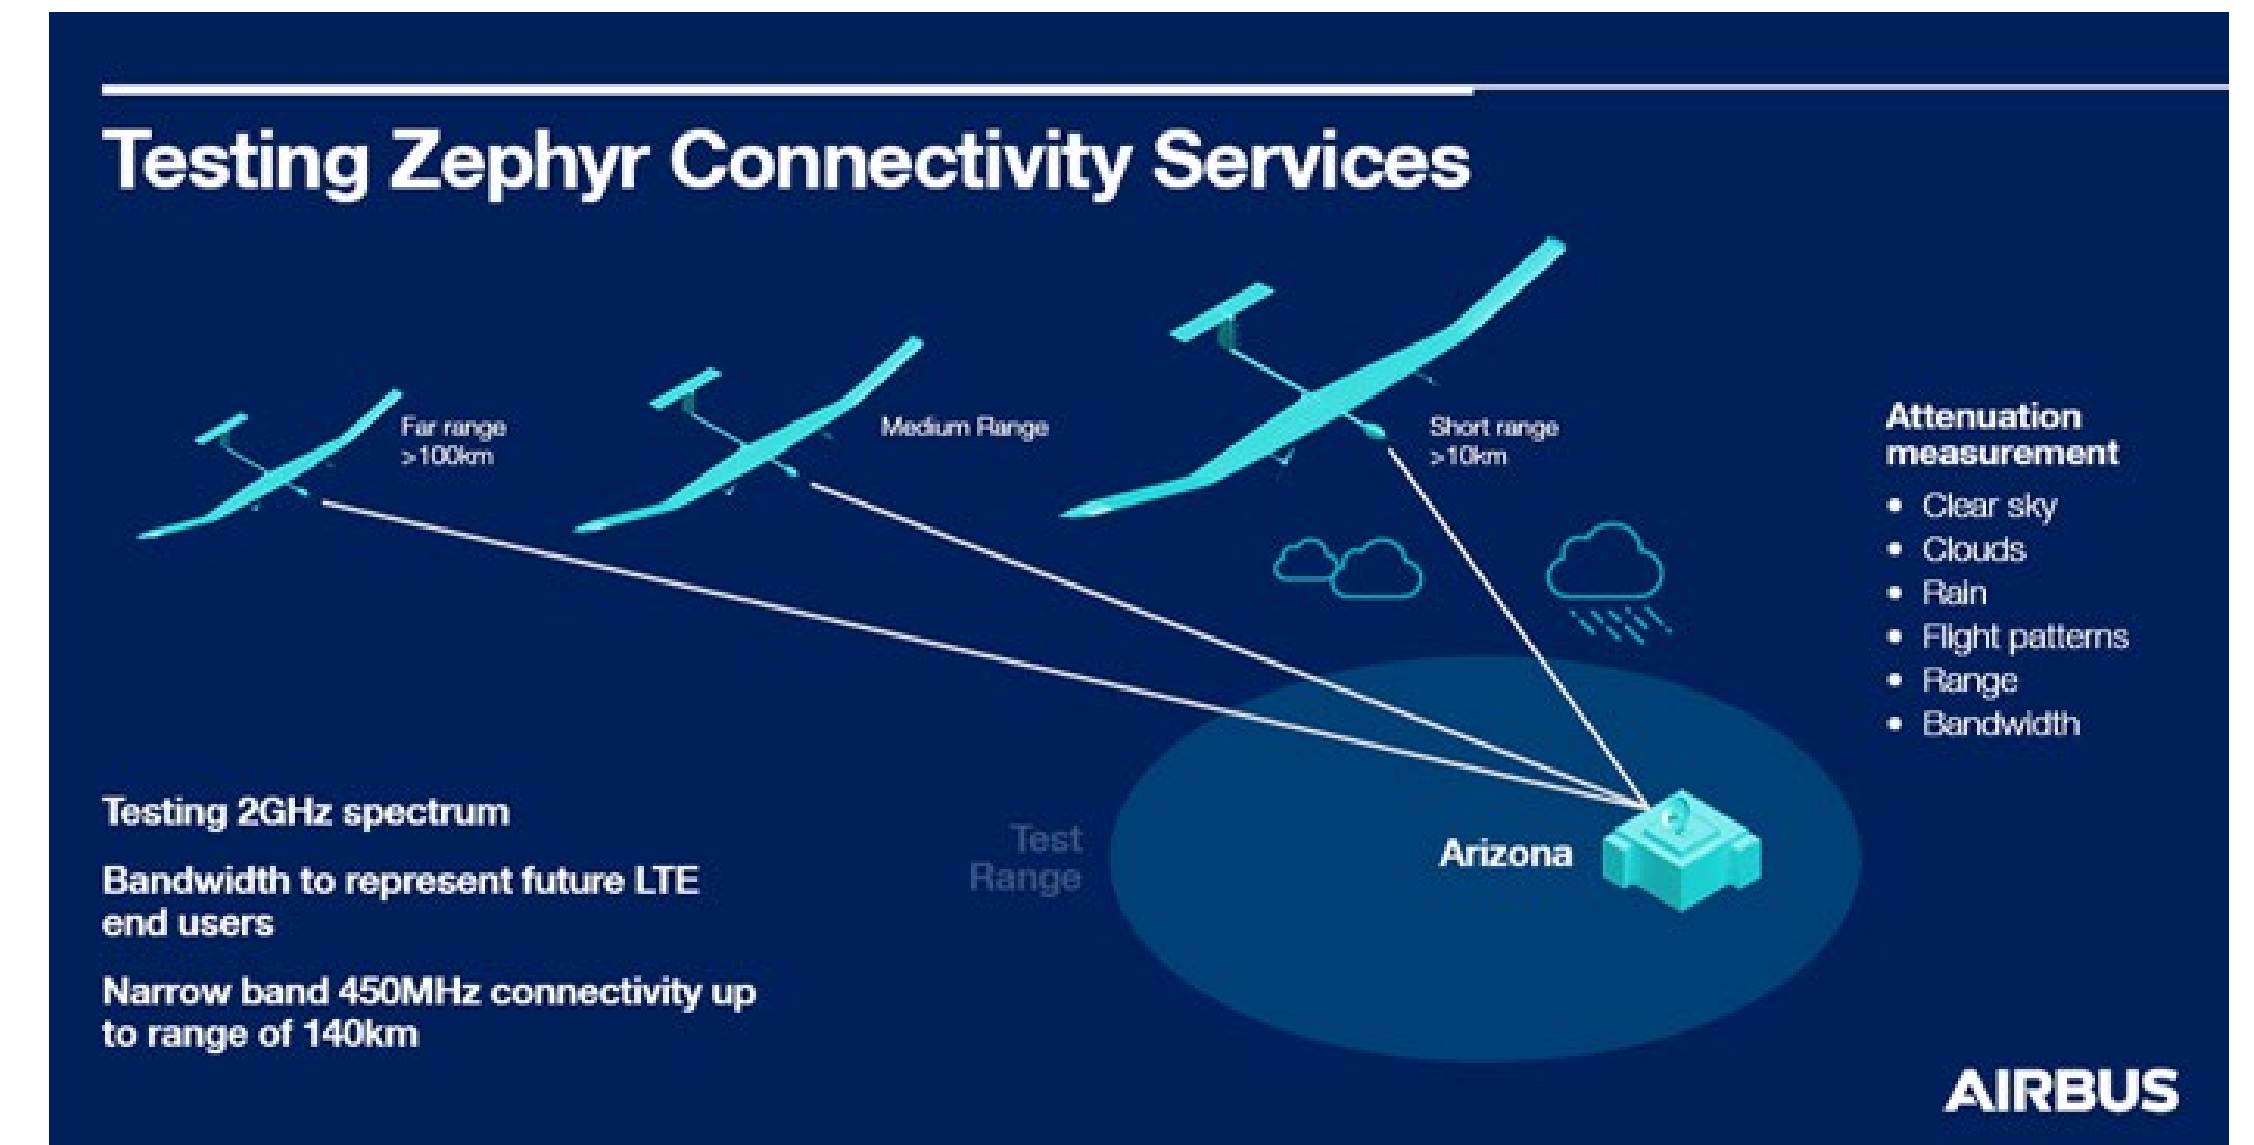 Testing Zephyr Connectivity Services
Far range
>100km
Medium Range
Short range
>10km
Attenuation
measurement
• Clear sky
• Clouds
• Rain
• Flight patterns
• Range
• Bandwidth
Testing 2GHz spectrum
Bandwidth to represent future LTE
end users
Narrow band 450MHz connectivity up
to range of 140km
Test
Range
Arizona
AIRBUS